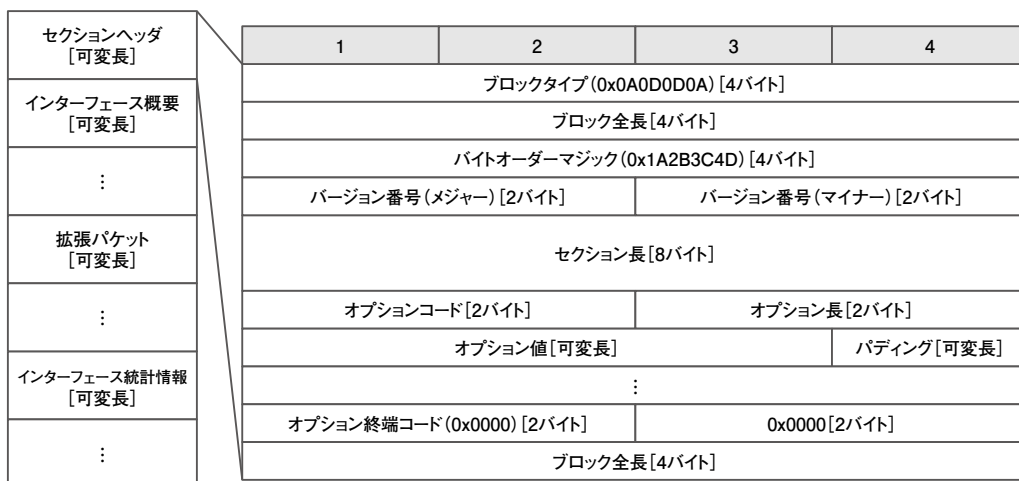 セクションヘッダ
[可変長]
インターフェース概要
[可変長]
⋮
拡張パケット
[可変長]
⋮
インターフェース統計情報
[可変長]
⋮
1 2 3 4
ブロックタイプ(0x0A0D0D0A)[4バイト]
ブロック全長[4バイト]
バイトオーダーマジック(0x1A2B3C4D)[4バイト]
バージョン番号(メジャー)[2バイト] バージョン番号(マイナー)[2バイト]
セクション長[8バイト]
オプションコード[2バイト] オプション長[2バイト]
オプション値[可変長] パディング[可変長]
⋮
オプション終端コード(0x0000)[2バイト] 0x0000[2バイト]
ブロック全長[4バイト]